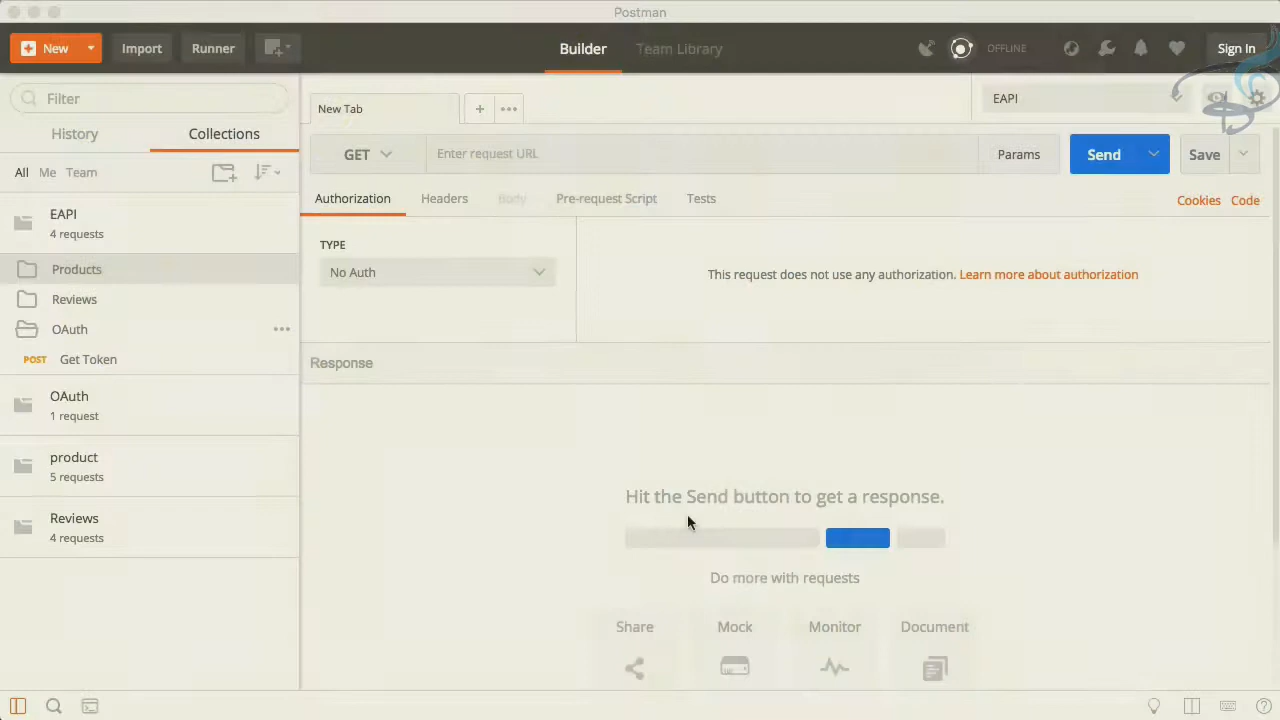 Postman
New
Import
Runner
Builder
Team Library
OFFLINE
Sign In
Filter
History
Collections
All Me Team
EAPI
4 requests
Products
Reviews
OAuth
POST Get Token
OAuth
1 request
product
5 requests
Reviews
4 requests
New Tab
EAPI
GET
Enter request URL
Params
Send
Save
Authorization
Headers
Body
Pre-request Script
Tests
Cookies
Code
TYPE
No Auth
This request does not use any authorization. Learn more about authorization
Response
Hit the Send button to get a response.
Do more with requests
Share
Mock
Monitor
Document